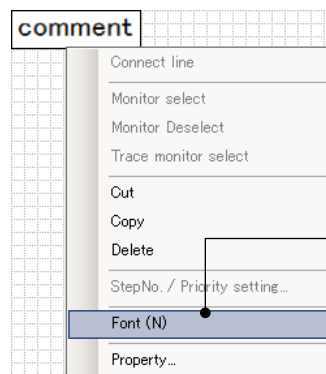 comment
Connect line
Monitor select
Monitor Deselect
Trace monitor select
Cut
Copy
Delete
StepNo. / Priority setting...
Font (N)
Property...